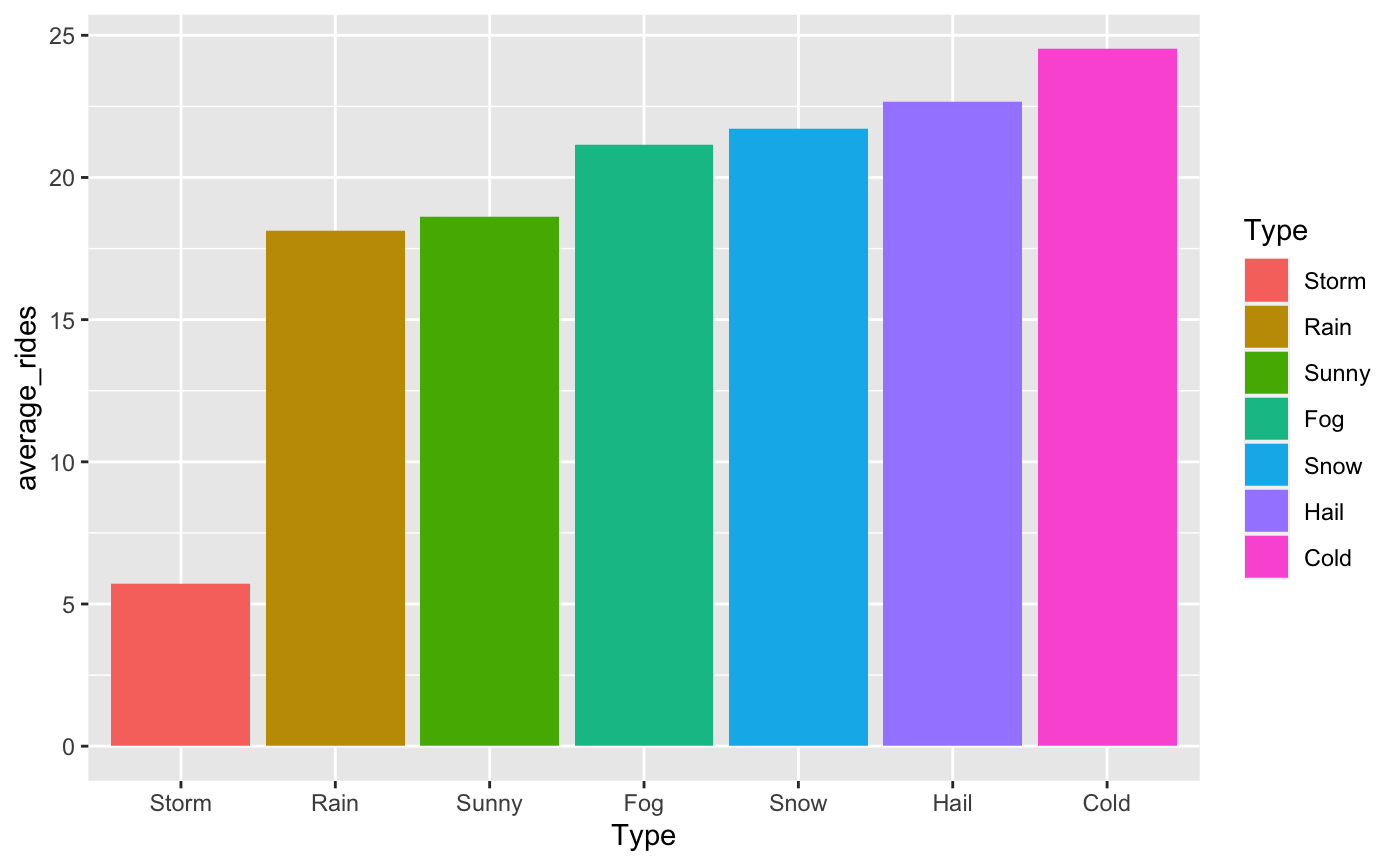 25
20
15
10
5
0
average_rides
Storm Rain Sunny Fog Snow Hail Cold
Type
Type
Storm
Rain
Sunny
Fog
Snow
Hail
Cold